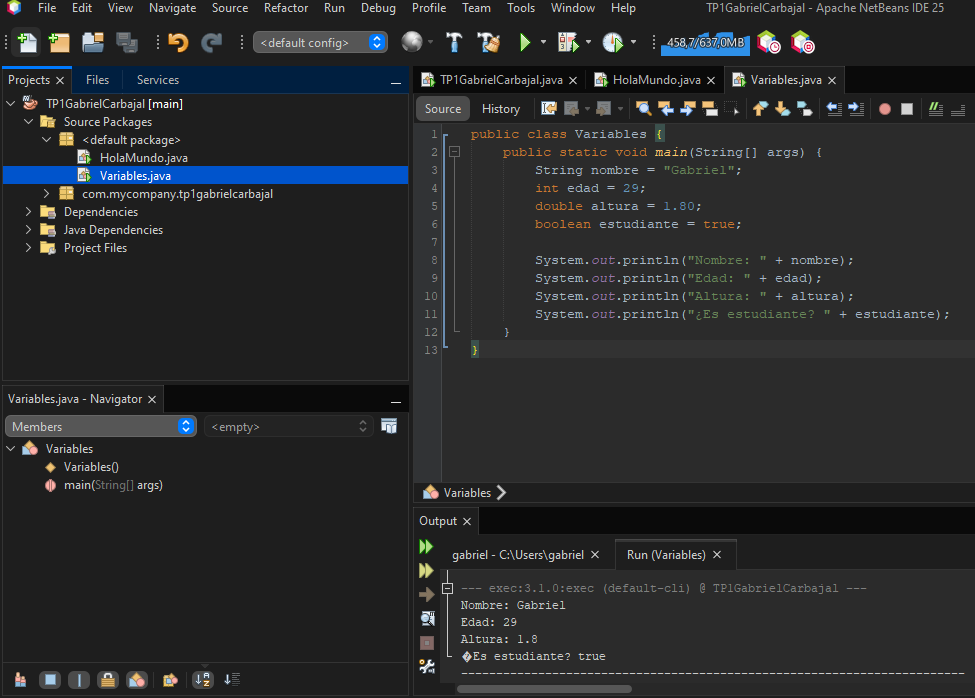 File Edit View Navigate Source Refactor Run Debug Profile Team Tools Window Help TP1GabrielCarbajal - Apache NetBeans IDE 25
<default config> 458,7/637,0MB
Projects Files Services
TP1GabrielCarbajal [main]
Source Packages
<default package>
HolaMundo.java
Variables.java
com.mycompany.tp1gabrielcarbajal
Dependencies
Java Dependencies
Project Files
Variables.java - Navigator
Members <empty>
Variables
Variables()
main(String[] args)
TP1GabrielCarbajal.java HolaMundo.java Variables.java
Source History
1 public class Variables {
2 public static void main(String[] args) {
3 String nombre = "Gabriel";
4 int edad = 29;
5 double altura = 1.80;
6 boolean estudiante = true;
7
8 System.out.println("Nombre: " + nombre);
9 System.out.println("Edad: " + edad);
10 System.out.println("Altura: " + altura);
11 System.out.println("¿Es estudiante? " + estudiante);
12 }
13 }
Variables
Output
gabriel - C:\Users\gabriel Run (Variables)
--- exec:3.1.0:exec (default-cli) @ TP1GabrielCarbajal ---
Nombre: Gabriel
Edad: 29
Altura: 1.8
�Es estudiante? true
------------------------------------------------------------------------